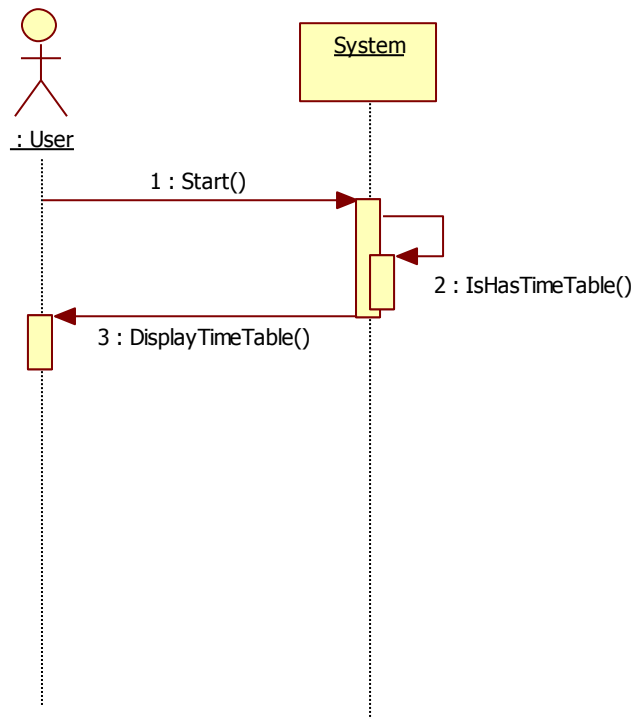 System
: User
1 : Start()
2 : IsHasTimeTable()
3 : DisplayTimeTable()